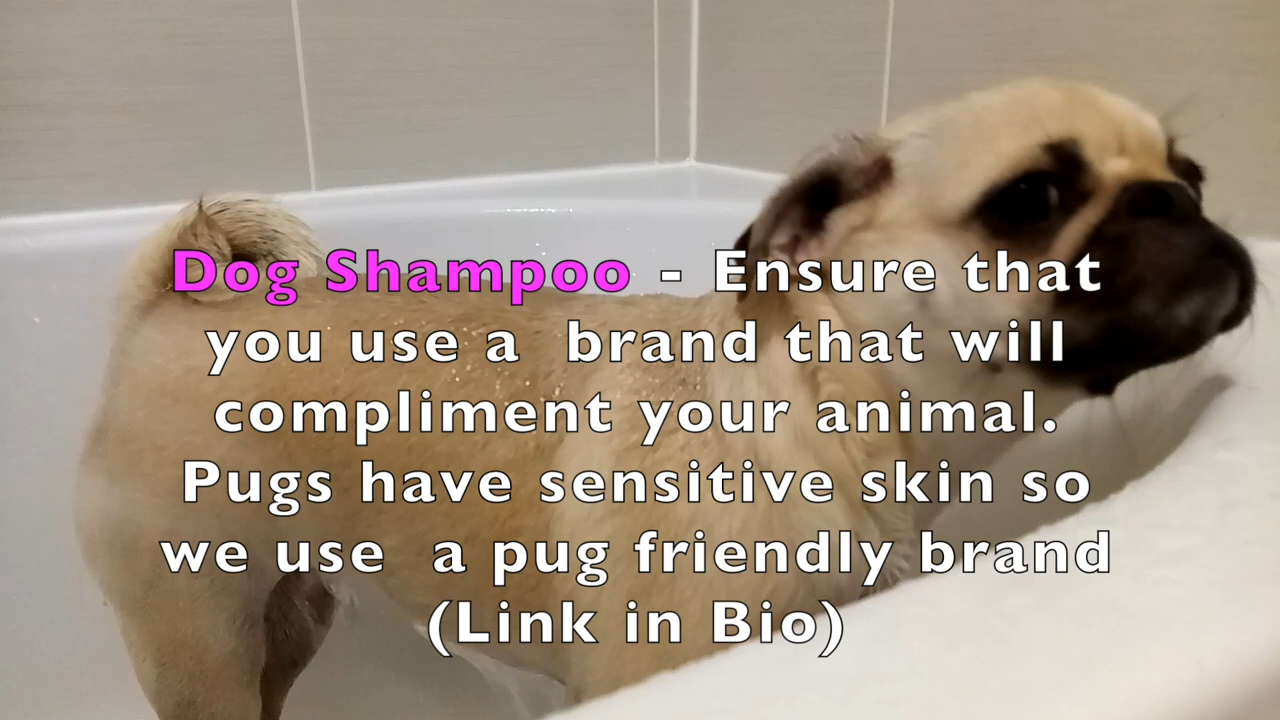 Dog Shampoo - Ensure that
you use a  brand that will
compliment your animal.
Pugs have sensitive skin so
we use  a pug friendly brand
(Link in Bio)